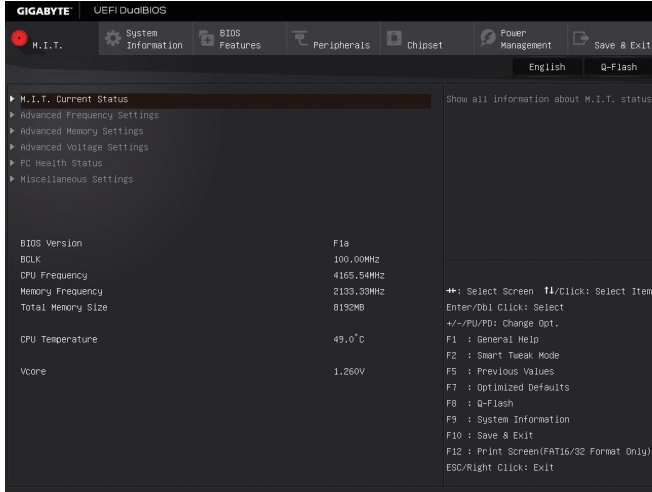 GIGABYTE™ UEFI DualBIOS
M.I.T.
System Information
BIOS Features
Peripherals
Chipset
Power Management
Save & Exit
English Q-Flash
M.I.T. Current Status
Advanced Frequency Settings
Advanced Memory Settings
Advanced Voltage Settings
PC Health Status
Miscellaneous Settings
BIOS Version F1a
BCLK 100.00MHz
CPU Frequency 4165.54MHz
Memory Frequency 2133.33MHz
Total Memory Size 8192MB
CPU Temperature 49.0°C
Vcore 1.260V
Show all information about M.I.T. status
→←: Select Screen ↑↓/Click: Select Item
Enter/Dbl Click: Select
+/-/PU/PD: Change Opt.
F1 : General Help
F2 : Smart Tweak Mode
F5 : Previous Values
F7 : Optimized Defaults
F8 : Q-Flash
F9 : System Information
F10 : Save & Exit
F12 : Print Screen(FAT16/32 Format Only)
ESC/Right Click: Exit